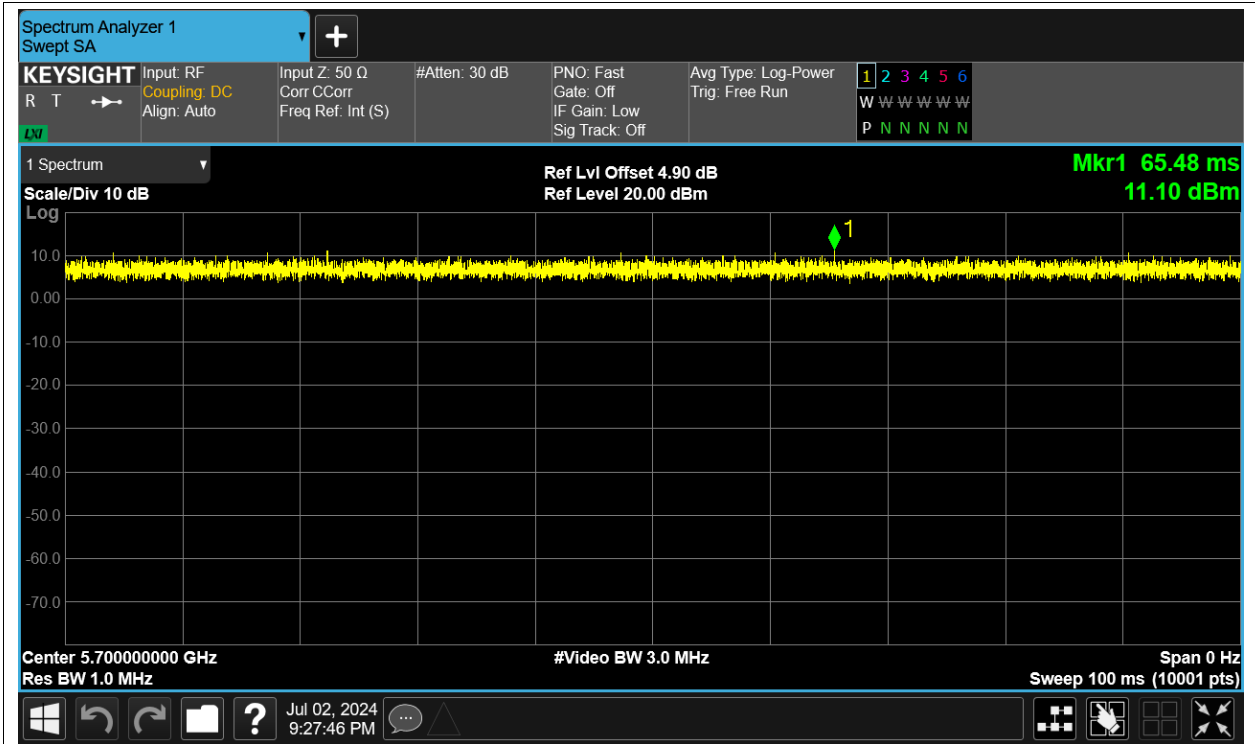 Spectrum Analyzer 1
Swept SA
KEYSIGHT
R T
LXI
Input: RF
Coupling: DC
Align: Auto
Input Z: 50 Ω
Corr CCorr
Freq Ref: Int (S)
#Atten: 30 dB
PNO: Fast
Gate: Off
IF Gain: Low
Sig Track: Off
Avg Type: Log-Power
Trig: Free Run
1 2 3 4 5 6
W W W W W W
P N N N N N
1 Spectrum
Scale/Div 10 dB
Log
Ref Lvl Offset 4.90 dB
Ref Level 20.00 dBm
Mkr1 65.48 ms
11.10 dBm
1
10.0
0.00
-10.0
-20.0
-30.0
-40.0
-50.0
-60.0
-70.0
Center 5.700000000 GHz
Res BW 1.0 MHz
#Video BW 3.0 MHz
Span 0 Hz
Sweep 100 ms (10001 pts)
?
Jul 02, 2024
9:27:46 PM